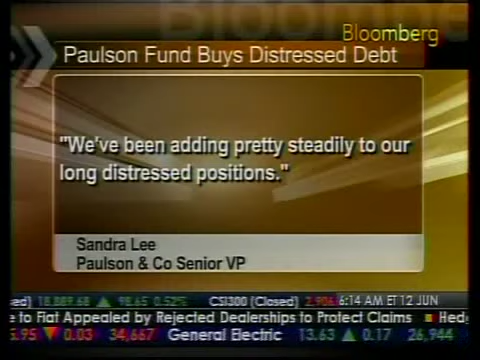 Bloomberg
Paulson Fund Buys Distressed Debt
"We've been adding pretty steadily to our
long distressed positions."
Sandra Lee
Paulson & Co Senior VP
ed) 18,889.68 ▲ 98.65 0.52% CSI300 (Closed) 2,906 6:14 AM ET 12 JUN
e to Fiat Appealed by Rejected Dealerships to Protect Claims ■ Hedg
5.95 ▼ 0.03 34,667 General Electric 13.63 ▲ 0.17 26,944